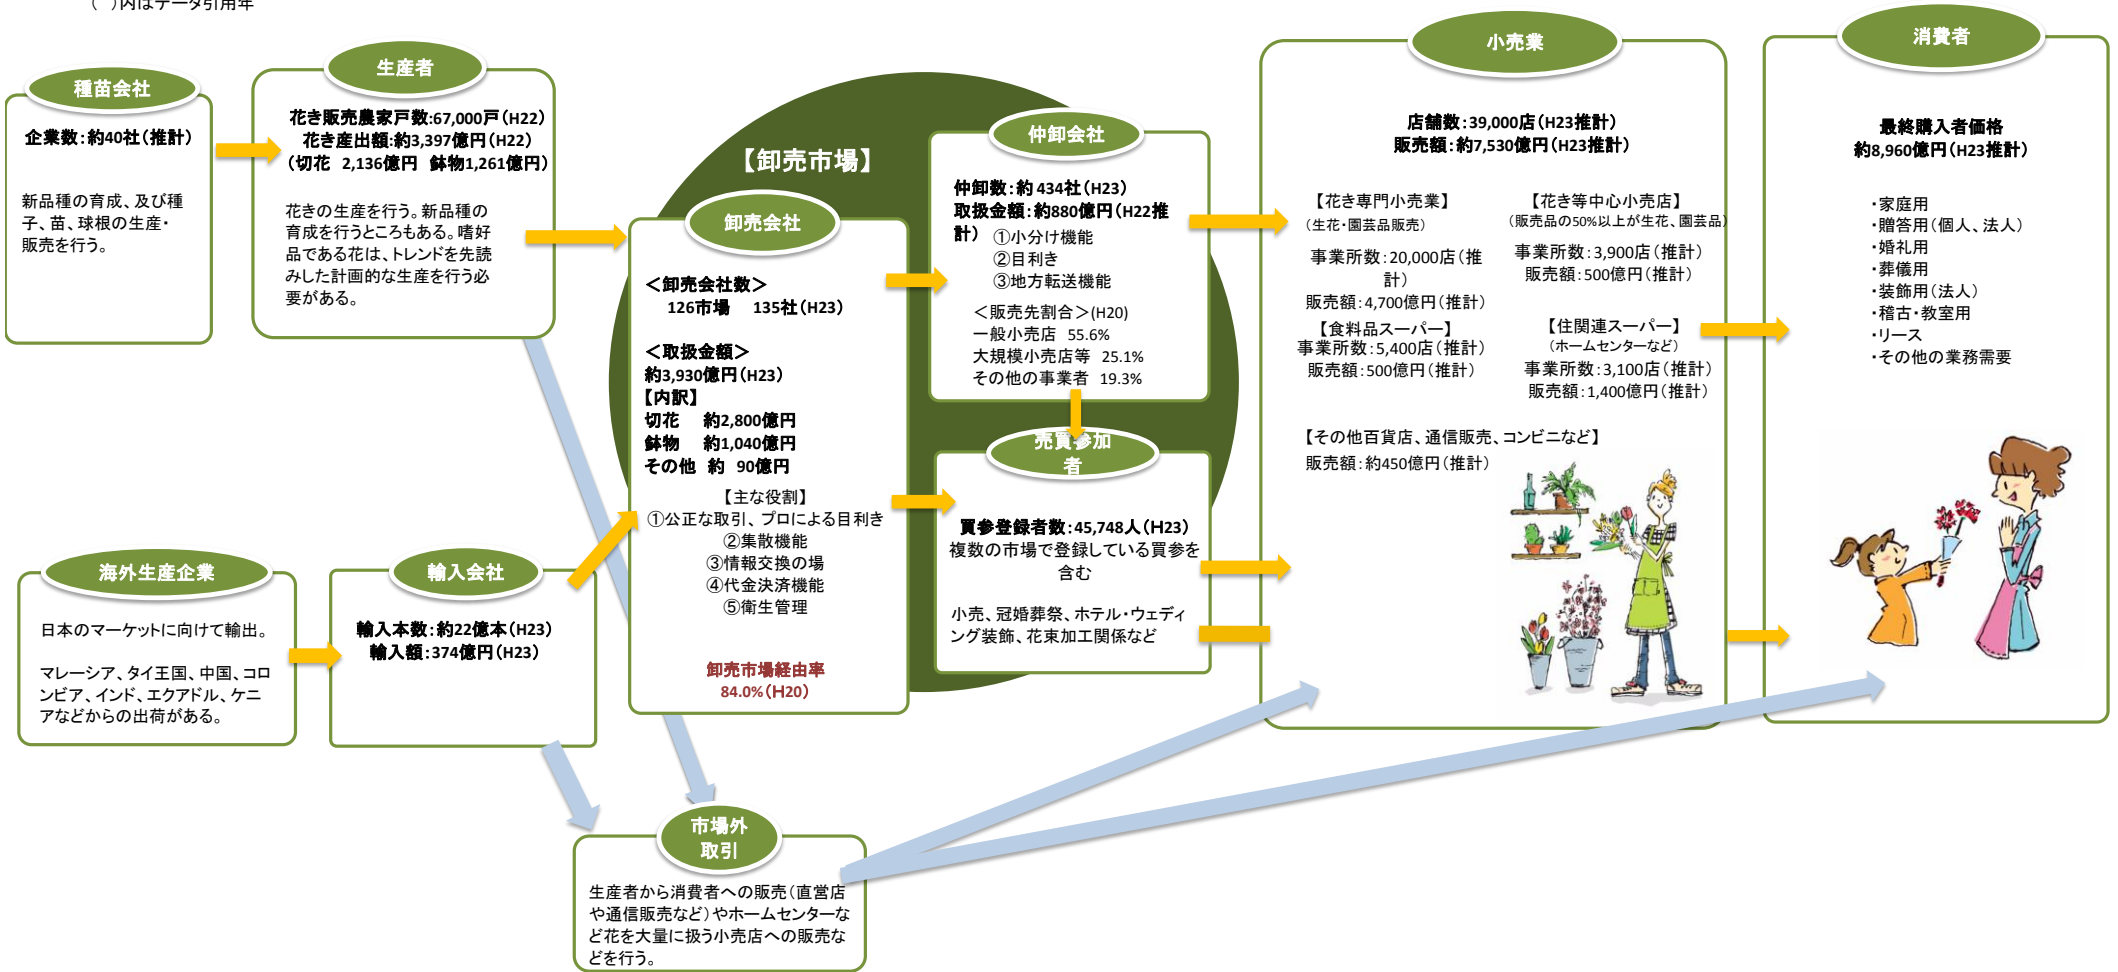 ( )内はデータ引用年
種苗会社
企業数:約40社(推計)
新品種の育成、及び種
子、苗、球根の生産・
販売を行う。
生産者
花き販売農家戸数:67,000戸(H22)
花き産出額:約3,397億円(H22)
(切花 2,136億円 鉢物1,261億円)
花きの生産を行う。新品種の
育成を行うところもある。嗜好
品である花は、トレンドを先読
みした計画的な生産を行う必
要がある。
海外生産企業
日本のマーケットに向けて輸出。
マレーシア、タイ王国、中国、コロ
ンビア、インド、エクアドル、ケニ
アなどからの出荷がある。
輸入会社
輸入本数:約22億本(H23)
輸入額:374億円(H23)
【卸売市場】
卸売会社
<卸売会社数>
126市場 135社(H23)
<取扱金額>
約3,930億円(H23)
【内訳】
切花 約2,800億円
鉢物 約1,040億円
その他 約 90億円
【主な役割】
①公正な取引、プロによる目利き
②集散機能
③情報交換の場
④代金決済機能
⑤衛生管理
卸売市場経由率
84.0%(H20)
仲卸会社
仲卸数:約 434社(H23)
取扱金額:約880億円(H22推
計)
①小分け機能
②目利き
③地方転送機能
<販売先割合>(H20)
一般小売店 55.6%
大規模小売店等 25.1%
その他の事業者 19.3%
売買参加
者
買参登録者数:45,748人(H23)
複数の市場で登録している買参を
含む
小売、冠婚葬祭、ホテル・ウェディ
ング装飾、花束加工関係など
市場外
取引
生産者から消費者への販売(直営店
や通信販売など)やホームセンターな
ど花を大量に扱う小売店への販売な
どを行う。
小売業
店舗数:39,000店(H23推計)
販売額:約7,530億円(H23推計)
【花き専門小売業】
(生花・園芸品販売)
事業所数:20,000店(推
計)
販売額:4,700億円(推計)
【花き等中心小売店】
(販売品の50%以上が生花、園芸品)
事業所数:3,900店(推計)
販売額:500億円(推計)
【食料品スーパー】
事業所数:5,400店(推計)
販売額:500億円(推計)
【住関連スーパー】
(ホームセンターなど)
事業所数:3,100店(推計)
販売額:1,400億円(推計)
【その他百貨店、通信販売、コンビニなど】
販売額:約450億円(推計)
消費者
最終購入者価格
約8,960億円(H23推計)
・家庭用
・贈答用(個人、法人)
・婚礼用
・葬儀用
・装飾用(法人)
・稽古・教室用
・リース
・その他の業務需要